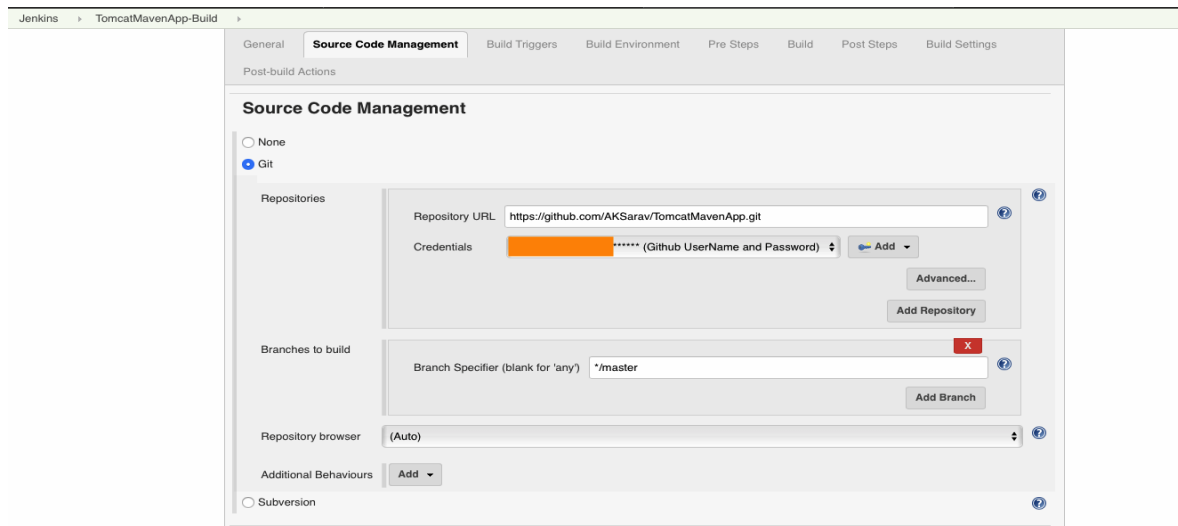 Jenkins TomcatMavenApp-Build
General Source Code Management Build Triggers Build Environment Pre Steps Build Post Steps Build Settings
Post-build Actions
Source Code Management
None
Git
Repositories
Repository URL https://github.com/AKSarav/TomcatMavenApp.git
Credentials ****** (Github UserName and Password) Add
Advanced...
Add Repository
Branches to build X
Branch Specifier (blank for 'any') */master
Add Branch
Repository browser (Auto)
Additional Behaviours Add
Subversion